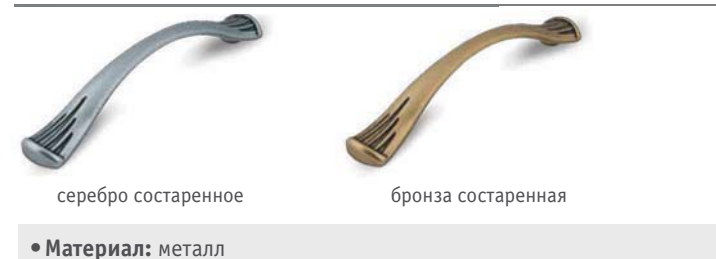 серебро состаренное бронза состаренная
• Материал: металл